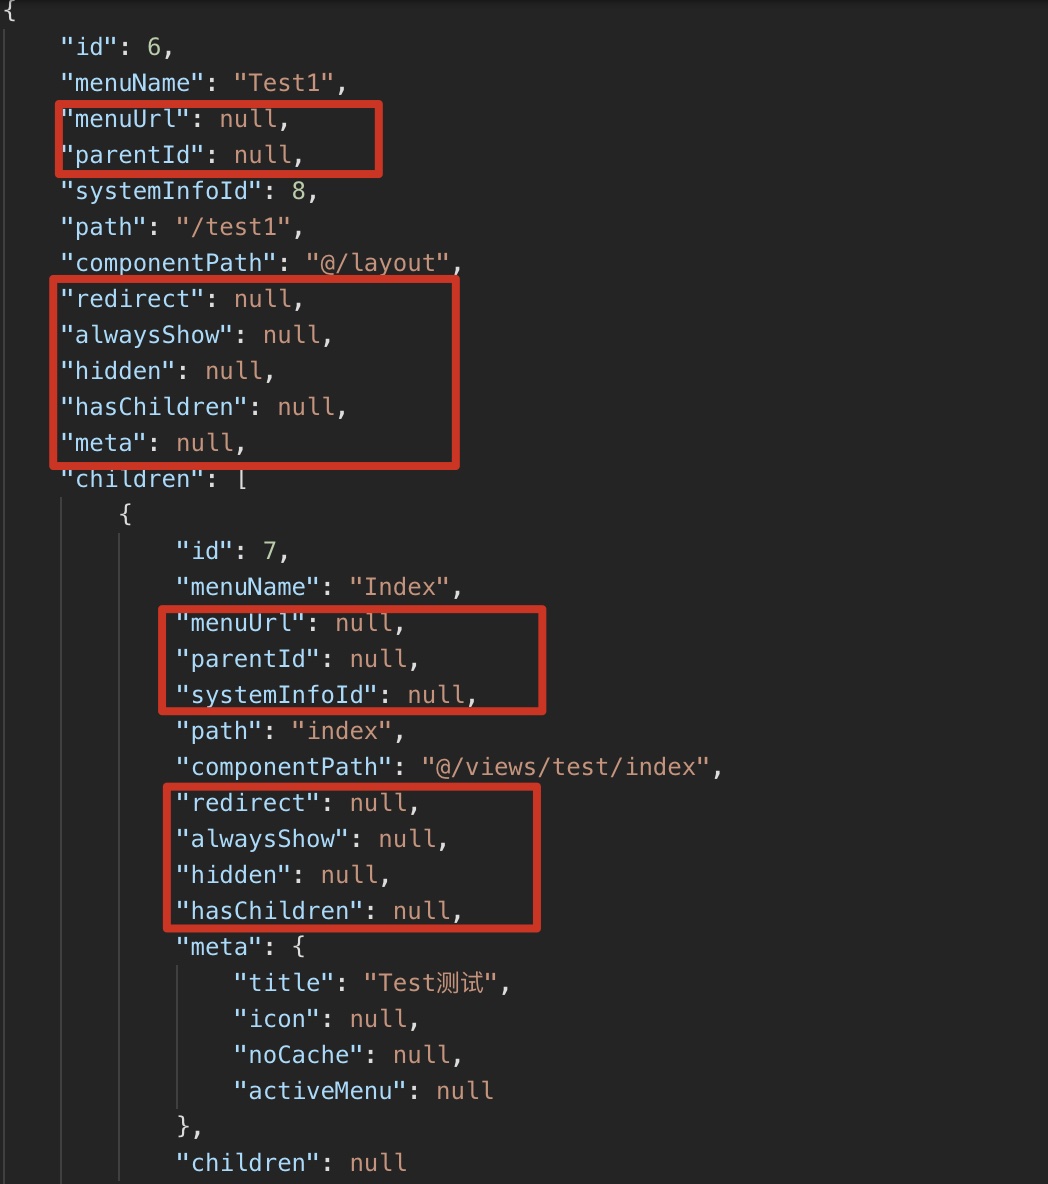 {
"id": 6,
"menuName": "Test1",
"menuUrl": null,
"parentId": null,
"systemInfoId": 8,
"path": "/test1",
"componentPath": "@/layout",
"redirect": null,
"alwaysShow": null,
"hidden": null,
"hasChildren": null,
"meta": null,
"children": [
{
"id": 7,
"menuName": "Index",
"menuUrl": null,
"parentId": null,
"systemInfoId": null,
"path": "index",
"componentPath": "@/views/test/index",
"redirect": null,
"alwaysShow": null,
"hidden": null,
"hasChildren": null,
"meta": {
"title": "Test测试",
"icon": null,
"noCache": null,
"activeMenu": null
},
"children": null